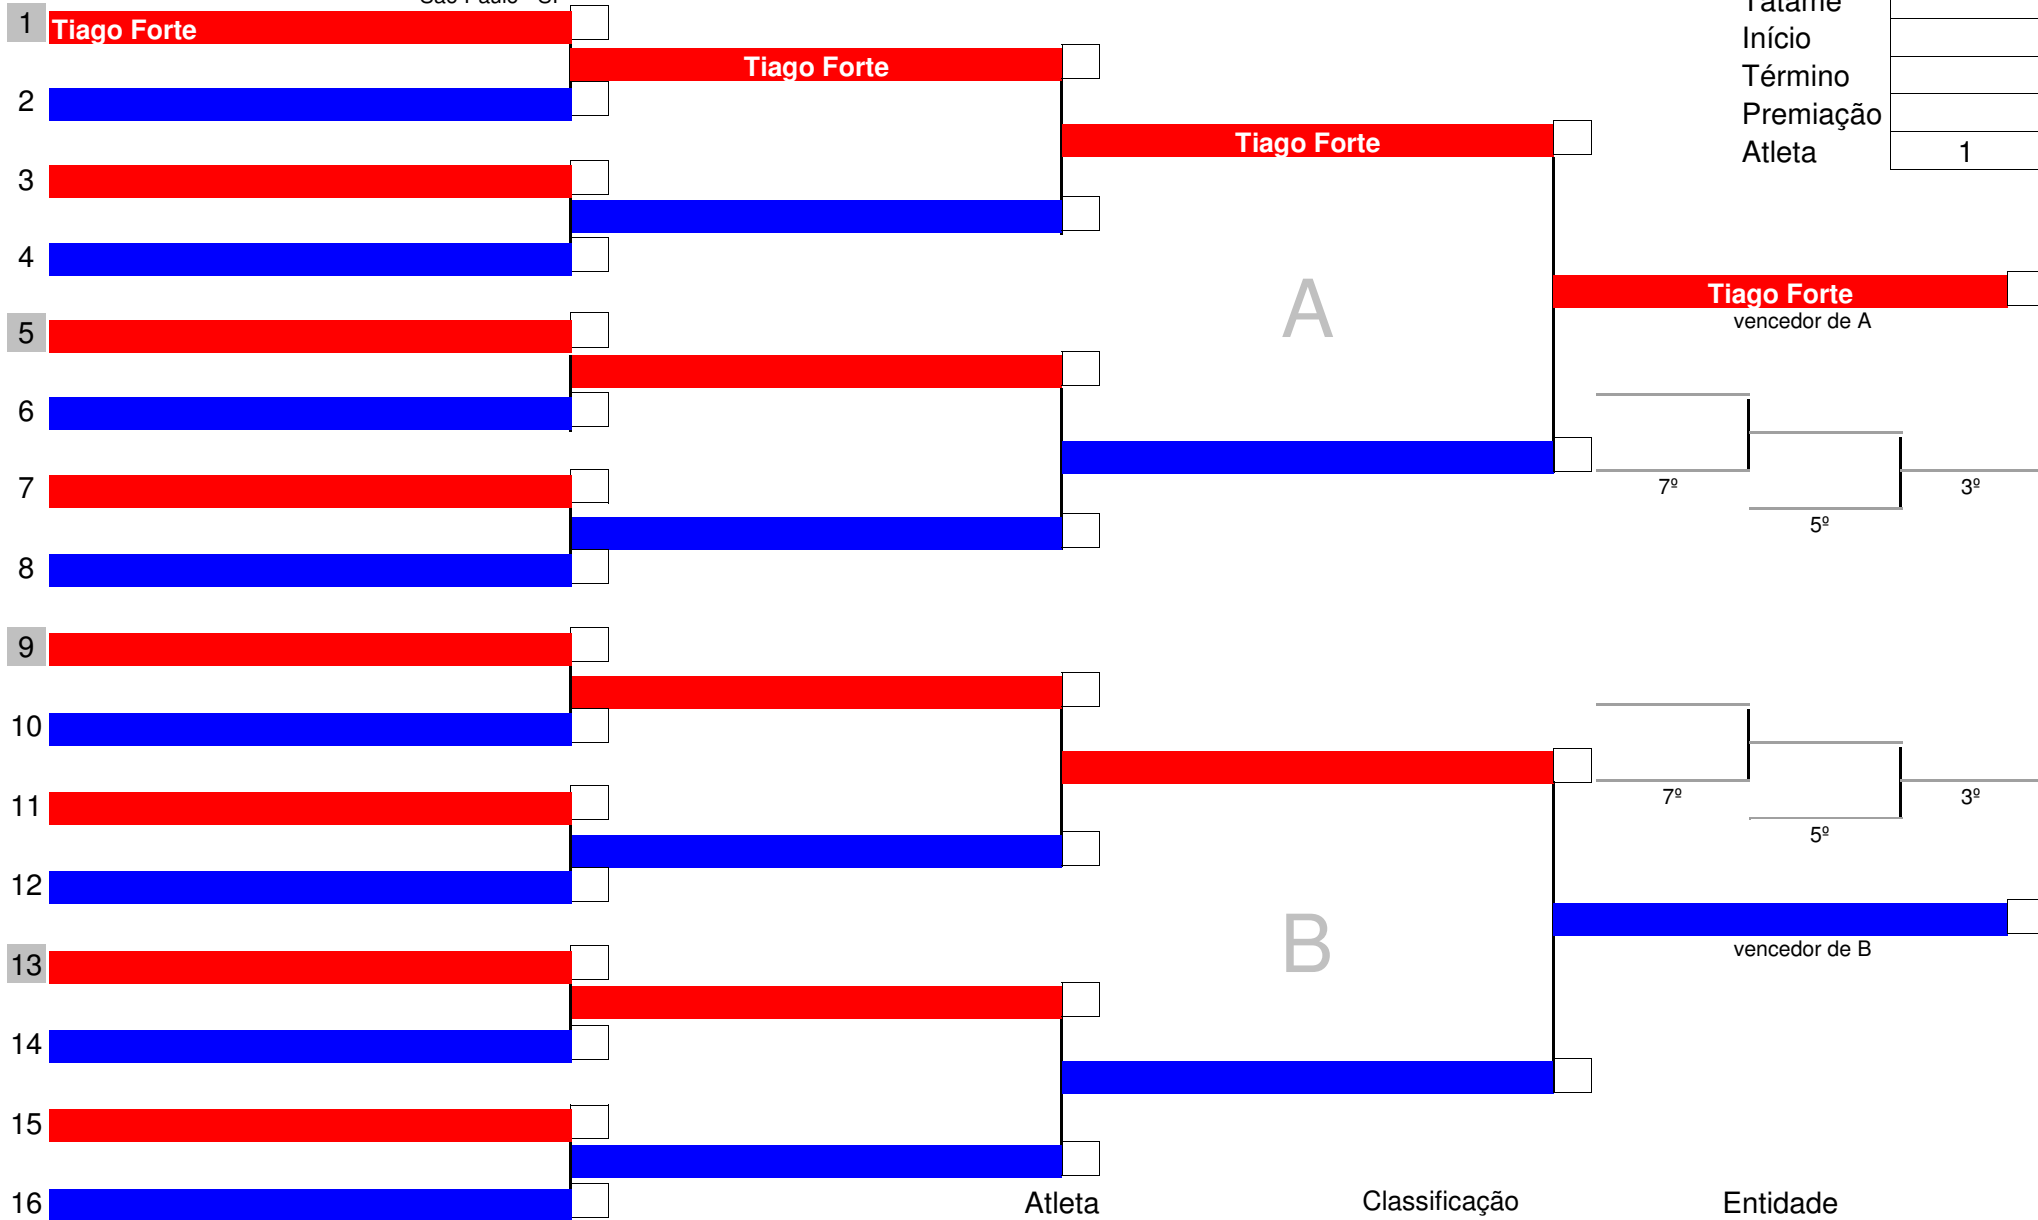 1 Tiago Forte
Tiago Forte
2
Tiago Forte
3
4
Início
Término
Premiação
Atleta 1
A
Tiago Forte
vencedor de A
5
6
7
8
7º
3º
5º
9
10
11
12
7º
3º
5º
B
vencedor de B
13
14
15
16
Atleta Classificação Entidade